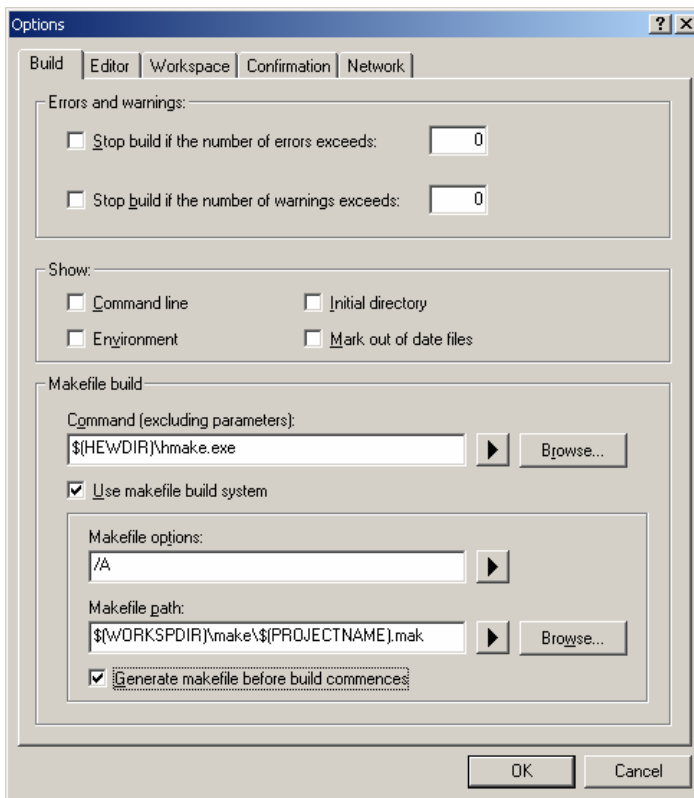 Options
Build Editor Workspace Confirmation Network
Errors and warnings:
Stop build if the number of errors exceeds: 0
Stop build if the number of warnings exceeds: 0
Show:
Command line Initial directory
Environment Mark out of date files
Makefile build
Command (excluding parameters):
$(HEWDIR)\hmake.exe Browse...
Use makefile build system
Makefile options:
/A
Makefile path:
$(WORKSPDIR)\make\$(PROJECTNAME).mak Browse...
Generate makefile before build commences
OK Cancel